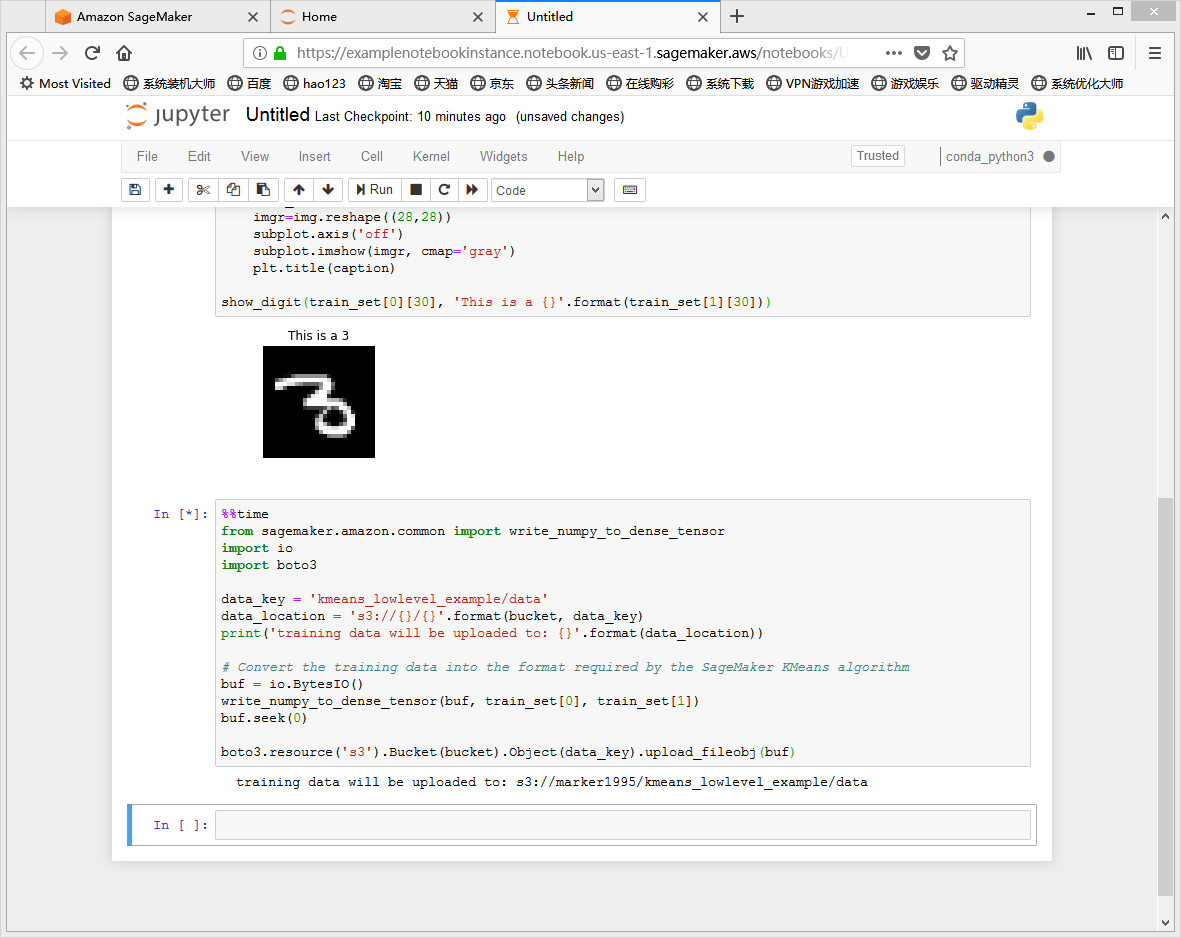 Amazon SageMaker
Home
Untitled
https://examplenotebookinstance.notebook.us-east-1.sagemaker.aws/notebooks/U
Most Visited 系统装机大师 百度 hao123 淘宝 天猫 京东 头条新闻 在线购彩 系统下载 VPN游戏加速 游戏娱乐 驱动精灵 系统优化大师
jupyter Untitled Last Checkpoint: 10 minutes ago (unsaved changes)
File Edit View Insert Cell Kernel Widgets Help Trusted conda_python3
Run Code
imgr=img.reshape((28,28))
subplot.axis('off')
subplot.imshow(imgr, cmap='gray')
plt.title(caption)
show_digit(train_set[0][30], 'This is a {}'.format(train_set[1][30]))
This is a 3
In [*]: %%time
from sagemaker.amazon.common import write_numpy_to_dense_tensor
import io
import boto3
data_key = 'kmeans_lowlevel_example/data'
data_location = 's3://{}/{}'.format(bucket, data_key)
print('training data will be uploaded to: {}'.format(data_location))
# Convert the training data into the format required by the SageMaker KMeans algorithm
buf = io.BytesIO()
write_numpy_to_dense_tensor(buf, train_set[0], train_set[1])
buf.seek(0)
boto3.resource('s3').Bucket(bucket).Object(data_key).upload_fileobj(buf)
training data will be uploaded to: s3://marker1995/kmeans_lowlevel_example/data
In [ ]: